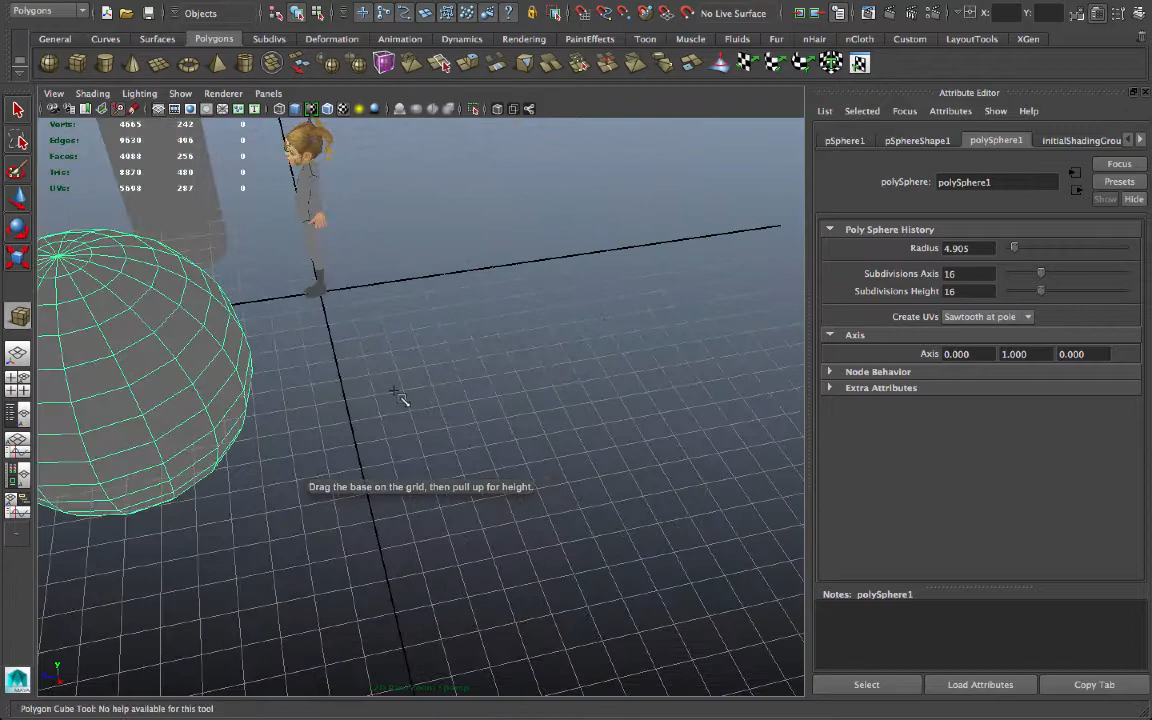 Polygons Objects No Live Surface X: Y:
General Curves Surfaces Polygons Subdivs Deformation Animation Dynamics Rendering PaintEffects Toon Muscle Fluids Fur nHair nCloth Custom LayoutTools XGen
View Shading Lighting Show Renderer Panels
Attribute Editor
List Selected Focus Attributes Show Help
Verts: 4665 242 0
Edges: 9630 496 0
Faces: 4988 256 0
Tris: 8870 480 0
UVs: 5698 287 0
pSphere1 pSphereShape1 polySphere1 initialShadingGrou
Focus
polySphere: polySphere1 Presets
Show Hide
Poly Sphere History
Radius 4.905
Subdivisions Axis 16
Subdivisions Height 16
Create UVs Sawtooth at pole
Axis
Axis 0.000 1.000 0.000
Node Behavior
Extra Attributes
Drag the base on the grid, then pull up for height.
Notes: polySphere1
Y
MAYA
Select Load Attributes Copy Tab
Polygon Cube Tool: No help available for this tool